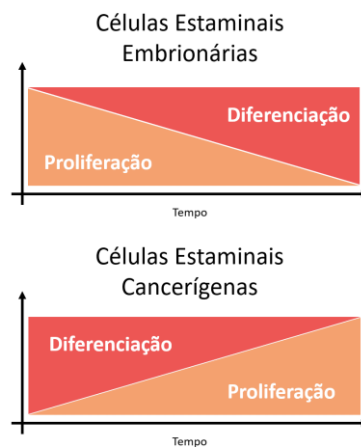 Células Estaminais
Embrionárias
Diferenciação
Proliferação
Tempo
Células Estaminais
Cancerígenas
Diferenciação
Proliferação
Tempo